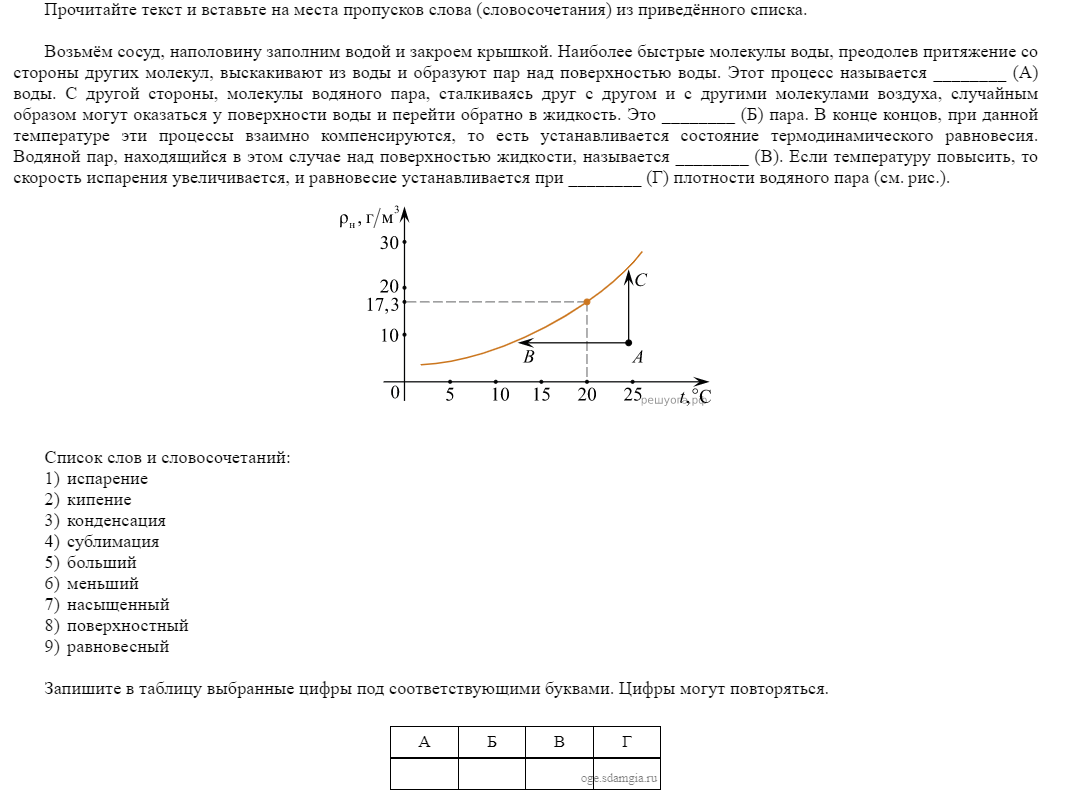 Прочитайте текст и вставьте на места пропусков слова (словосочетания) из приведённого списка.
Возьмём сосуд, наполовину заполним водой и закроем крышкой. Наиболее быстрые молекулы воды, преодолев притяжение со
стороны других молекул, выскакивают из воды и образуют пар над поверхностью воды. Этот процесс называется ________ (А)
воды. С другой стороны, молекулы водяного пара, сталкиваясь друг с другом и с другими молекулами воздуха, случайным
образом могут оказаться у поверхности воды и перейти обратно в жидкость. Это ________ (Б) пара. В конце концов, при данной
температуре эти процессы взаимно компенсируются, то есть устанавливается состояние термодинамического равновесия.
Водяной пар, находящийся в этом случае над поверхностью жидкости, называется ________ (В). Если температуру повысить, то
скорость испарения увеличивается, и равновесие устанавливается при ________ (Г) плотности водяного пара (см. рис.).
ρн, г/м³
30
20
17,3
10
C
B
A
0 5 10 15 20 25 t, °C
решуогэ.рф
Список слов и словосочетаний:
1) испарение
2) кипение
3) конденсация
4) сублимация
5) больший
6) меньший
7) насыщенный
8) поверхностный
9) равновесный
Запишите в таблицу выбранные цифры под соответствующими буквами. Цифры могут повторяться.
А Б В Г
oge.sdamgia.ru